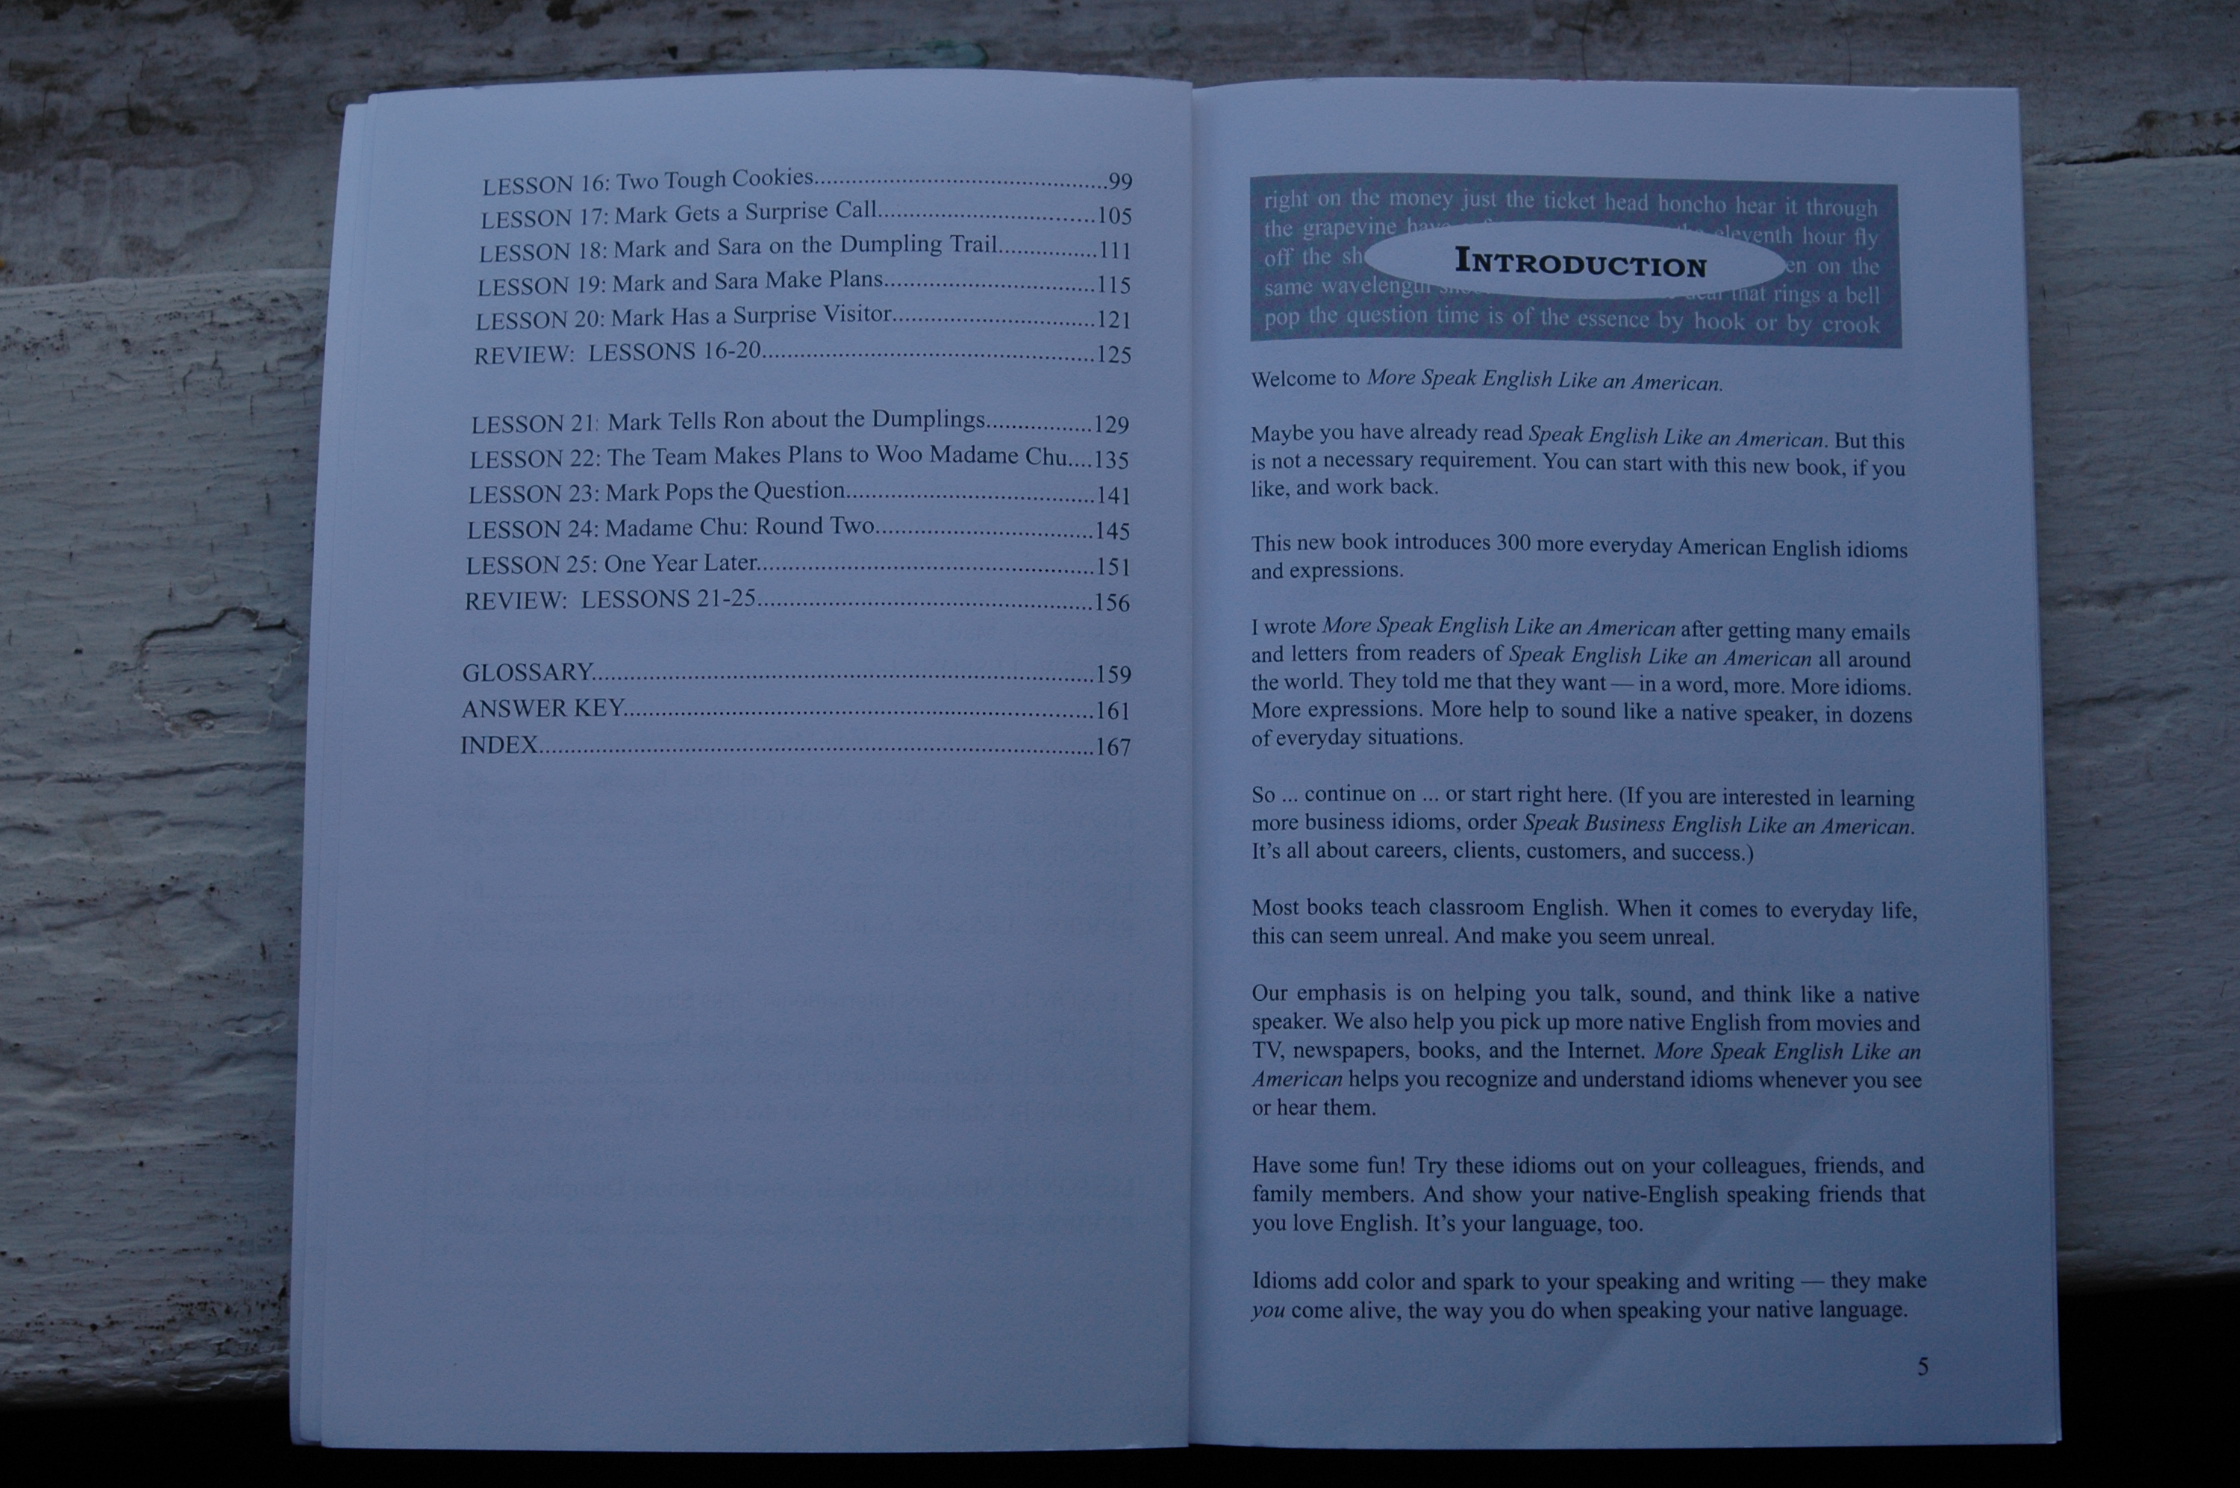 LESSON 16: Two Tough Cookies................................................99
LESSON 17: Mark Gets a Surprise Call....................................105
LESSON 18: Mark and Sara on the Dumpling Trail................111
LESSON 19: Mark and Sara Make Plans...................................115
LESSON 20: Mark Has a Surprise Visitor.................................121
REVIEW: LESSONS 16-20......................................................125
LESSON 21: Mark Tells Ron about the Dumplings.................129
LESSON 22: The Team Makes Plans to Woo Madame Chu....135
LESSON 23: Mark Pops the Question.........................................141
LESSON 24: Madame Chu: Round Two...................................145
LESSON 25: One Year Later......................................................151
REVIEW: LESSONS 21-25......................................................156
GLOSSARY................................................................................159
ANSWER KEY...........................................................................161
INDEX.........................................................................................167
right on the money just the ticket head honcho hear it through
the grapevine have eleventh hour fly
off the on the
same wavelength that rings a bell
pop the question time is of the essence by hook or by crook
INTRODUCTION
Welcome to More Speak English Like an American.
Maybe you have already read Speak English Like an American. But this
is not a necessary requirement. You can start with this new book, if you
like, and work back.
This new book introduces 300 more everyday American English idioms
and expressions.
I wrote More Speak English Like an American after getting many emails
and letters from readers of Speak English Like an American all around
the world. They told me that they want — in a word, more. More idioms.
More expressions. More help to sound like a native speaker, in dozens
of everyday situations.
So ... continue on ... or start right here. (If you are interested in learning
more business idioms, order Speak Business English Like an American.
It's all about careers, clients, customers, and success.)
Most books teach classroom English. When it comes to everyday life,
this can seem unreal. And make you seem unreal.
Our emphasis is on helping you talk, sound, and think like a native
speaker. We also help you pick up more native English from movies and
TV, newspapers, books, and the Internet. More Speak English Like an
American helps you recognize and understand idioms whenever you see
or hear them.
Have some fun! Try these idioms out on your colleagues, friends, and
family members. And show your native-English speaking friends that
you love English. It's your language, too.
Idioms add color and spark to your speaking and writing — they make
you come alive, the way you do when speaking your native language.
5